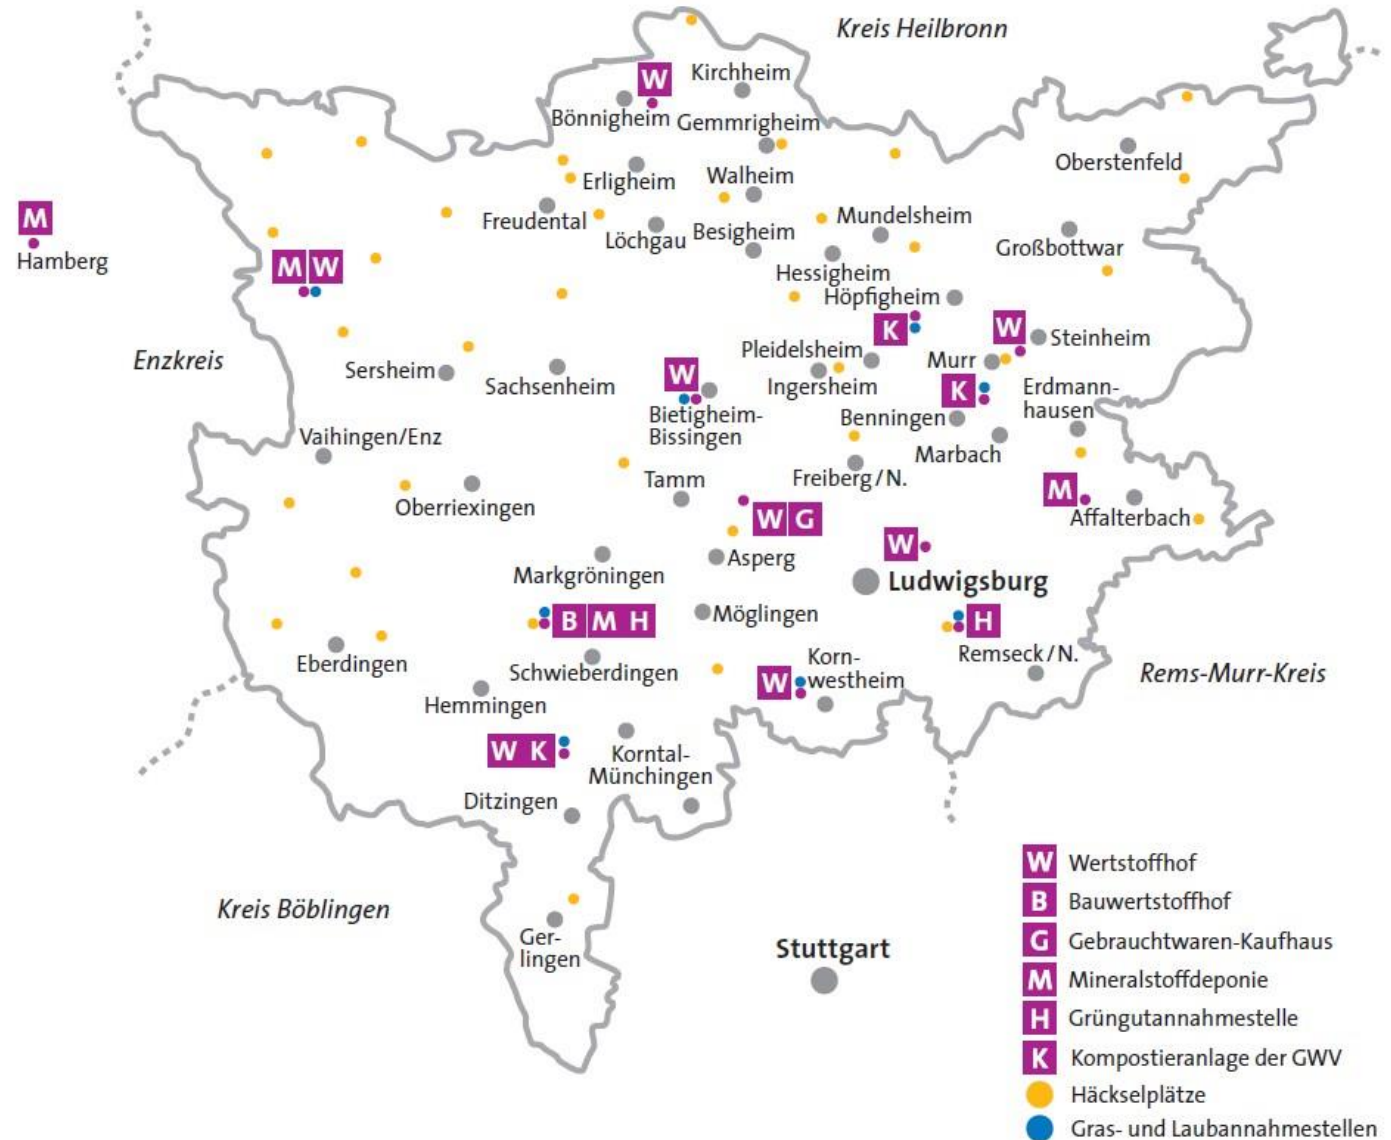 Kreis Heilbronn
W
Kirchheim
Bönnigheim
Gemmrigheim
Oberstenfeld
Erligheim
Walheim
M
Hamberg
Freudental
Löchgau
Besigheim
Mundelsheim
Großbottwar
M W
Hessigheim
Höpfigheim
K
W
Steinheim
Enzkreis
Sersheim
Sachsenheim
W
Pleidelsheim
Ingersheim
Murr
K
Erdmann-
hausen
Bietigheim-
Bissingen
Benningen
Marbach
Vaihingen/Enz
Oberriexingen
Tamm
Freiberg/N.
M
Affalterbach
W G
W
Markgröningen
Asperg
Ludwigsburg
B M H
Möglingen
H
Eberdingen
Schwieberdingen
Korn-
westheim
W
Remseck/N.
Rems-Murr-Kreis
Hemmingen
W K
Korntal-
Münchingen
Ditzingen
Kreis Böblingen
Ger-
lingen
Stuttgart
W Wertstoffhof
B Bauwertstoffhof
G Gebrauchtwaren-Kaufhaus
M Mineralstoffdeponie
H Grüngutannahmestelle
K Kompostieranlage der GWV
Häckselplätze
Gras- und Laubannahmestellen